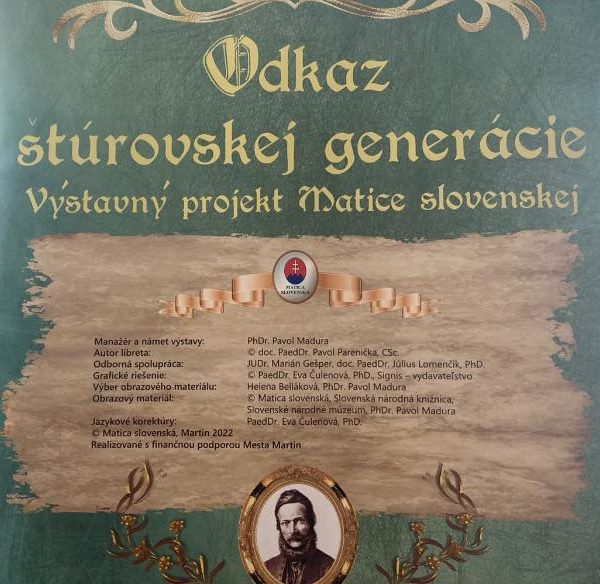 Odkaz
štúrovskej generácie
Výstavný projekt Matice slovenskej
MATICA
SLOVENSKÁ
Manažér a námet výstavy: PhDr. Pavol Madura
Autor libreta: © doc. PaedDr. Pavol Parenička, CSc.
Odborná spolupráca: JUDr. Marián Gešper, doc. PaedDr. Július Lomenčík, PhD.
Grafické riešenie: © PaedDr. Eva Čulenová, PhD., Signis – vydavateľstvo
Výber obrazového materiálu: Helena Belláková, PhDr. Pavol Madura
Obrazový materiál: © Matica slovenská, Slovenská národná knižnica,
Slovenské národné múzeum, PhDr. Pavol Madura
Jazykové korektúry: PaedDr. Eva Čulenová, PhD.
© Matica slovenská, Martin 2022
Realizované s finančnou podporou Mesta Martin